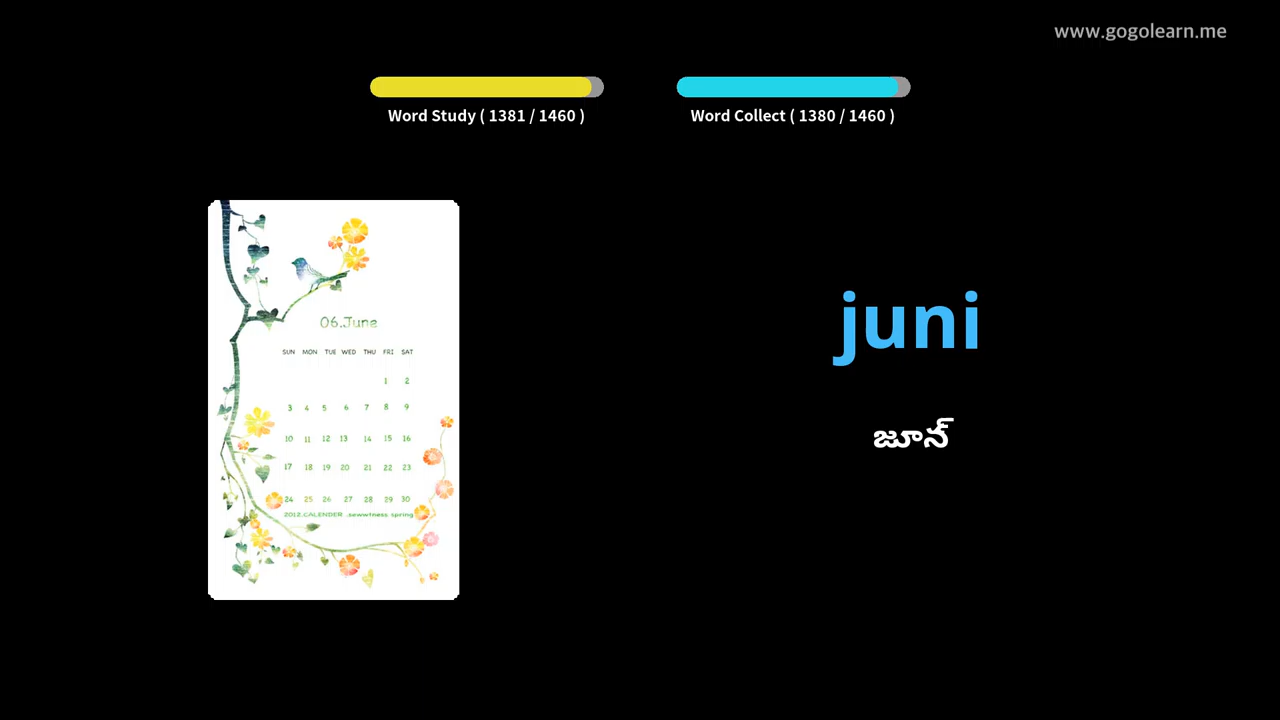 www.gogolearn.me
Word Study ( 1381 / 1460 )
Word Collect ( 1380 / 1460 )
06.June
SUN MON TUE WED THU FRI SAT
1 2
3 4 5 6 7 8 9
10 11 12 13 14 15 16
17 18 19 20 21 22 23
24 25 26 27 28 29 30
2012.CALENDER .sewwtness spring
juni
జూన్